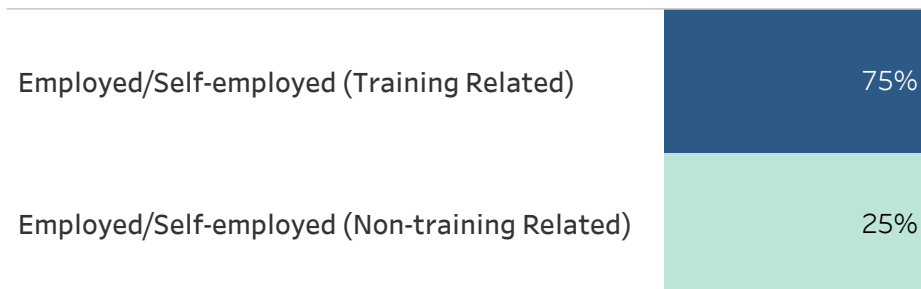 Employed/Self-employed (Training Related) 75%
Employed/Self-employed (Non-training Related) 25%